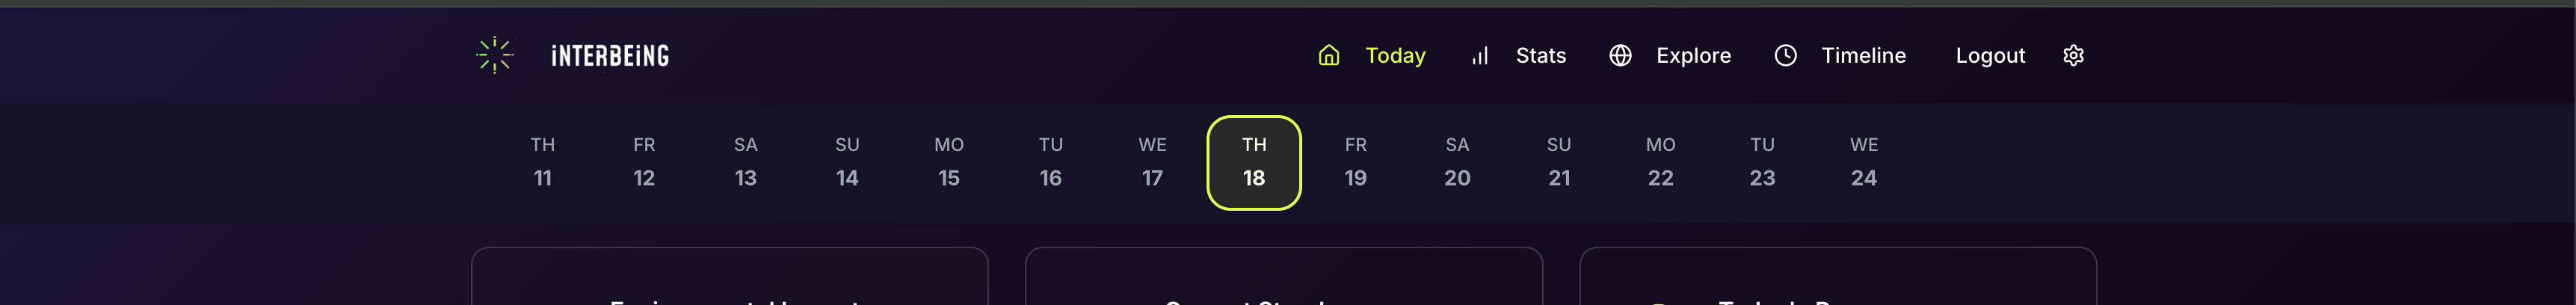 iNTERBEiNG
Today Stats Explore Timeline Logout
TH FR SA SU MO TU WE TH FR SA SU MO TU WE
11 12 13 14 15 16 17 18 19 20 21 22 23 24